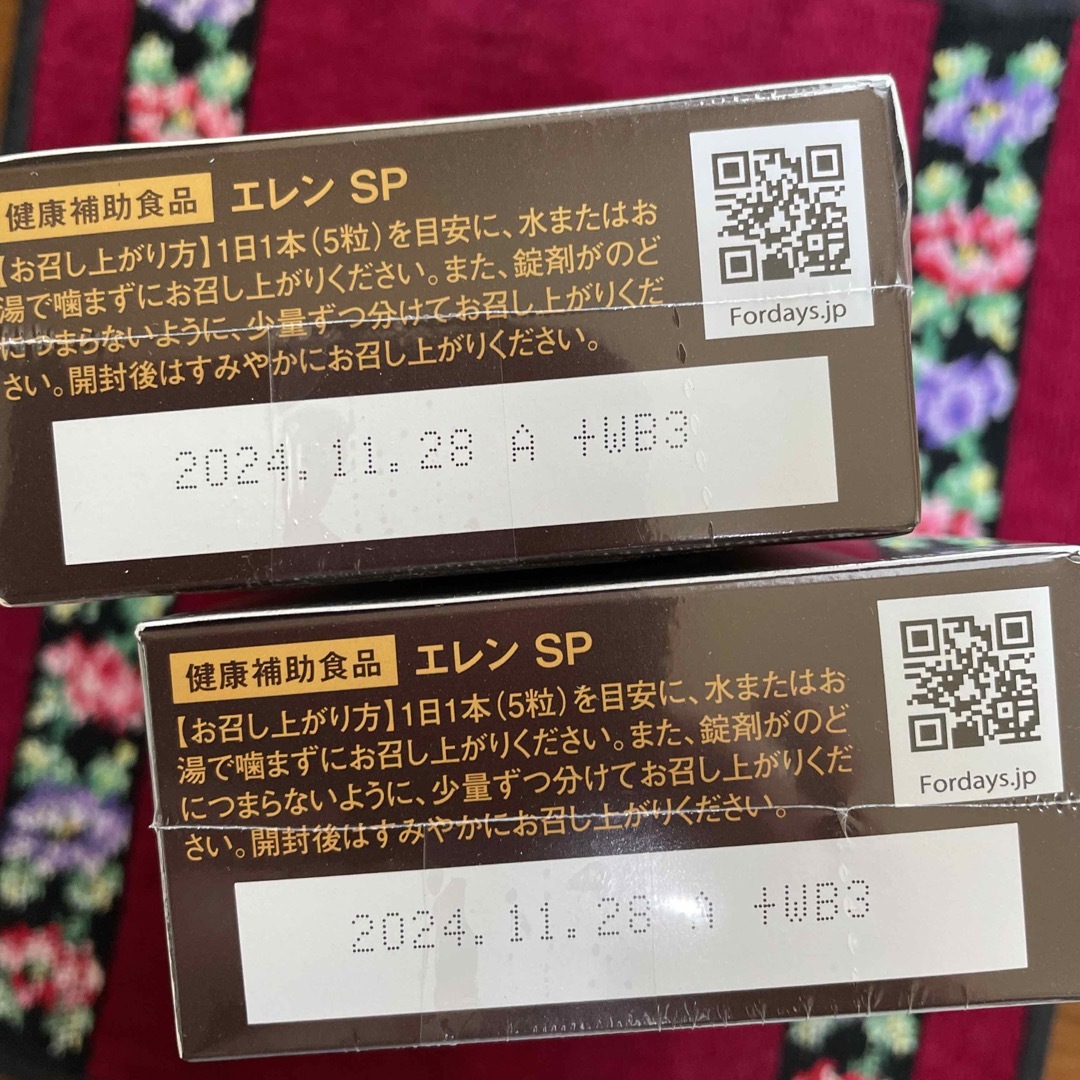 健康補助食品 エレン SP
【お召し上がり方】1日1本(5粒)を目安に、水またはお
湯で噛まずにお召し上がりください。また、錠剤がのど
につまらないように、少量ずつ分けてお召し上がりくだ
さい。開封後はすみやかにお召し上がりください。
Fordays.jp
2024.11.28 A +WB3
健康補助食品 エレン SP
【お召し上がり方】1日1本(5粒)を目安に、水またはお
湯で噛まずにお召し上がりください。また、錠剤がのど
につまらないように、少量ずつ分けてお召し上がりくだ
さい。開封後はすみやかにお召し上がりください。
Fordays.jp
2024.11.28 A +WB3